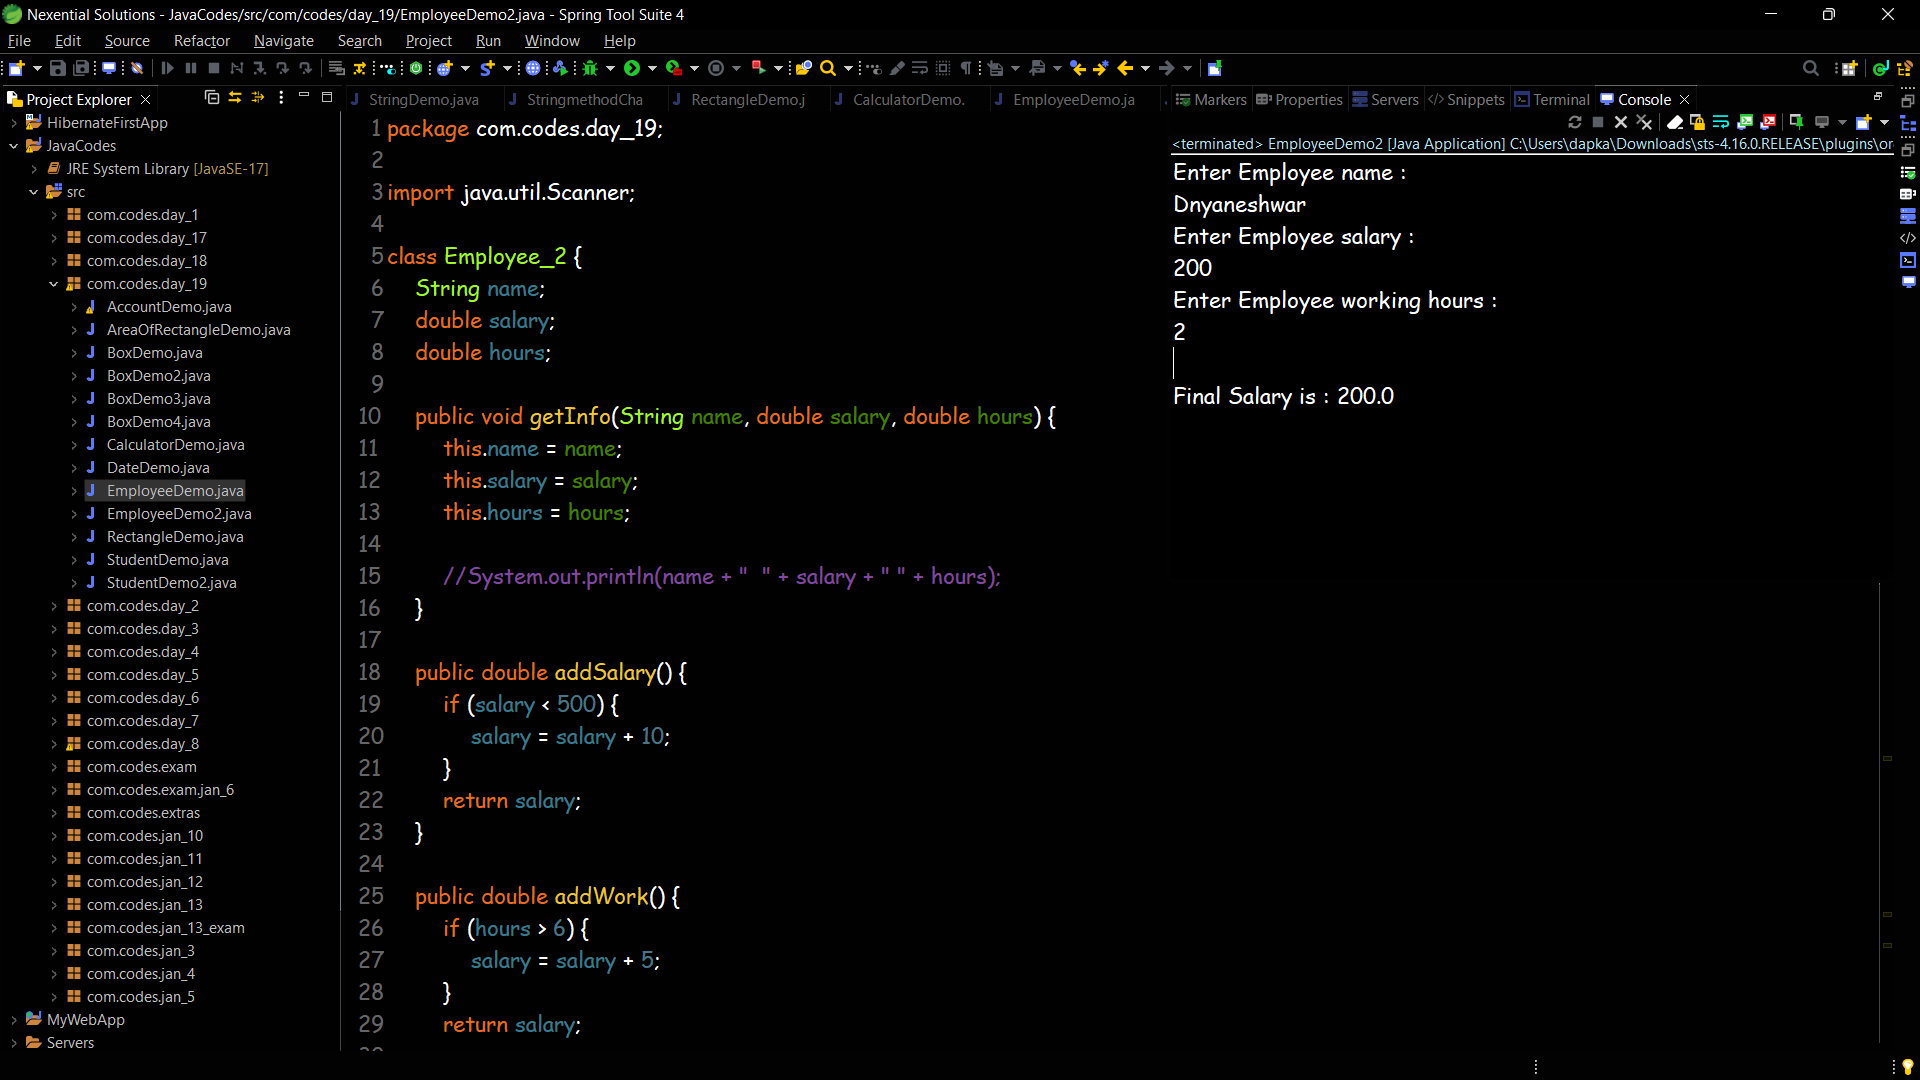 Nexential Solutions - JavaCodes/src/com/codes/day_19/EmployeeDemo2.java - Spring Tool Suite 4
File Edit Source Refactor Navigate Search Project Run Window Help
Project Explorer
HibernateFirstApp
JavaCodes
JRE System Library [JavaSE-17]
src
com.codes.day_1
com.codes.day_17
com.codes.day_18
com.codes.day_19
AccountDemo.java
AreaOfRectangleDemo.java
BoxDemo.java
BoxDemo2.java
BoxDemo3.java
BoxDemo4.java
CalculatorDemo.java
DateDemo.java
EmployeeDemo.java
EmployeeDemo2.java
RectangleDemo.java
StudentDemo.java
StudentDemo2.java
com.codes.day_2
com.codes.day_3
com.codes.day_4
com.codes.day_5
com.codes.day_6
com.codes.day_7
com.codes.day_8
com.codes.exam
com.codes.exam.jan_6
com.codes.extras
com.codes.jan_10
com.codes.jan_11
com.codes.jan_12
com.codes.jan_13
com.codes.jan_13_exam
com.codes.jan_3
com.codes.jan_4
com.codes.jan_5
MyWebApp
Servers
StringDemo.java StringmethodCha RectangleDemo.j CalculatorDemo. EmployeeDemo.ja
1 package com.codes.day_19;
2
3 import java.util.Scanner;
4
5 class Employee_2 {
6 String name;
7 double salary;
8 double hours;
9
10 public void getInfo(String name, double salary, double hours) {
11 this.name = name;
12 this.salary = salary;
13 this.hours = hours;
14
15 //System.out.println(name + "  " + salary + " " + hours);
16 }
17
18 public double addSalary() {
19 if (salary < 500) {
20 salary = salary + 10;
21 }
22 return salary;
23 }
24
25 public double addWork() {
26 if (hours > 6) {
27 salary = salary + 5;
28 }
29 return salary;
Markers Properties Servers Snippets Terminal Console
<terminated> EmployeeDemo2 [Java Application] C:\Users\dapka\Downloads\sts-4.16.0.RELEASE\plugins\or
Enter Employee name :
Dnyaneshwar
Enter Employee salary :
200
Enter Employee working hours :
2
Final Salary is : 200.0